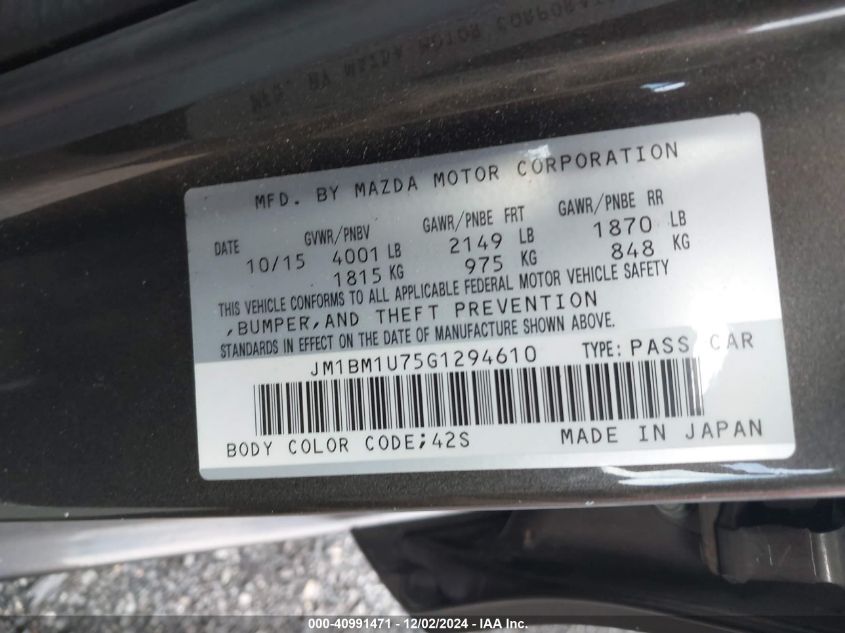 MFD. BY MAZDA MOTOR CORPORATION
DATE GVWR/PNBV GAWR/PNBE FRT GAWR/PNBE RR
10/15 4001 LB 2149 LB 1870 LB
1815 KG 975 KG 848 KG
THIS VEHICLE CONFORMS TO ALL APPLICABLE FEDERAL MOTOR VEHICLE SAFETY
,BUMPER,AND THEFT PREVENTION
STANDARDS IN EFFECT ON THE DATE OF MANUFACTURE SHOWN ABOVE.
JM1BM1U75G1294610 TYPE: PASS CAR
BODY COLOR CODE;42S MADE IN JAPAN
000-40991471 - 12/02/2024 - IAA Inc.